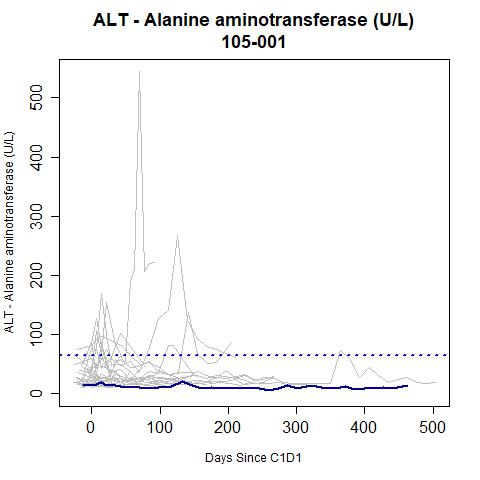 ALT - Alanine aminotransferase (U/L)
105-001
ALT - Alanine aminotransferase (U/L)
500
400
300
200
100
0
0 100 200 300 400 500
Days Since C1D1